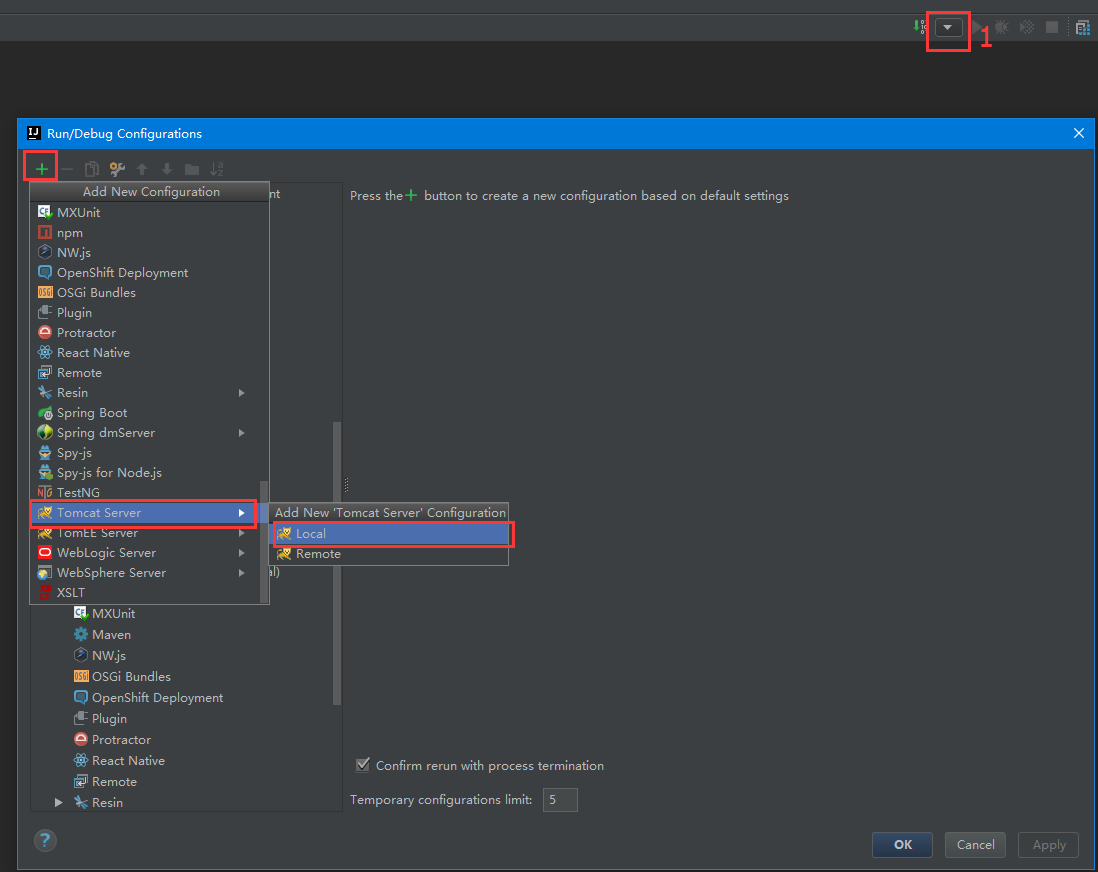 1
Run/Debug Configurations
Add New Configuration
nt
Press the + button to create a new configuration based on default settings
MXUnit
npm
NW.js
OpenShift Deployment
OSGi Bundles
Plugin
Protractor
React Native
Remote
Resin
Spring Boot
Spring dmServer
Spy-js
Spy-js for Node.js
TestNG
Tomcat Server
Add New 'Tomcat Server' Configuration
Local
TomEE Server
Remote
WebLogic Server
WebSphere Server
al)
XSLT
MXUnit
Maven
NW.js
OSGi Bundles
OpenShift Deployment
Plugin
Protractor
React Native
Remote
Resin
Confirm rerun with process termination
Temporary configurations limit: 5
?
OK
Cancel
Apply